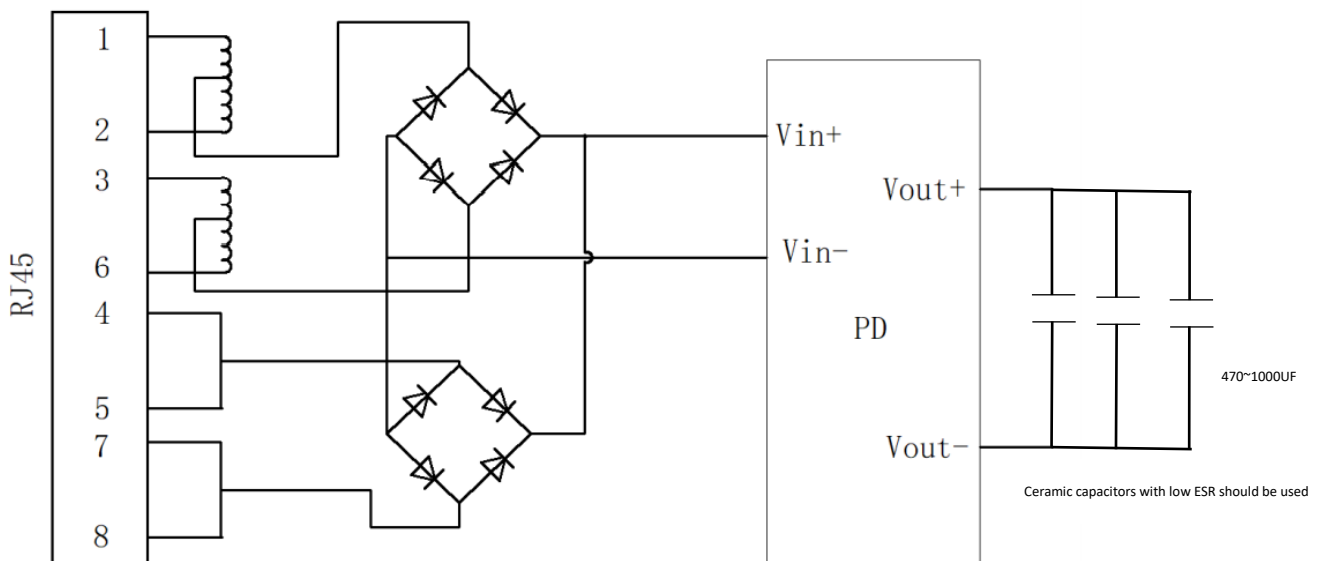 RJ45
1
2
3
6
4
5
7
8
Vin+
Vin-
PD
Vout+
Vout-
470~1000UF
Ceramic capacitors with low ESR should be used